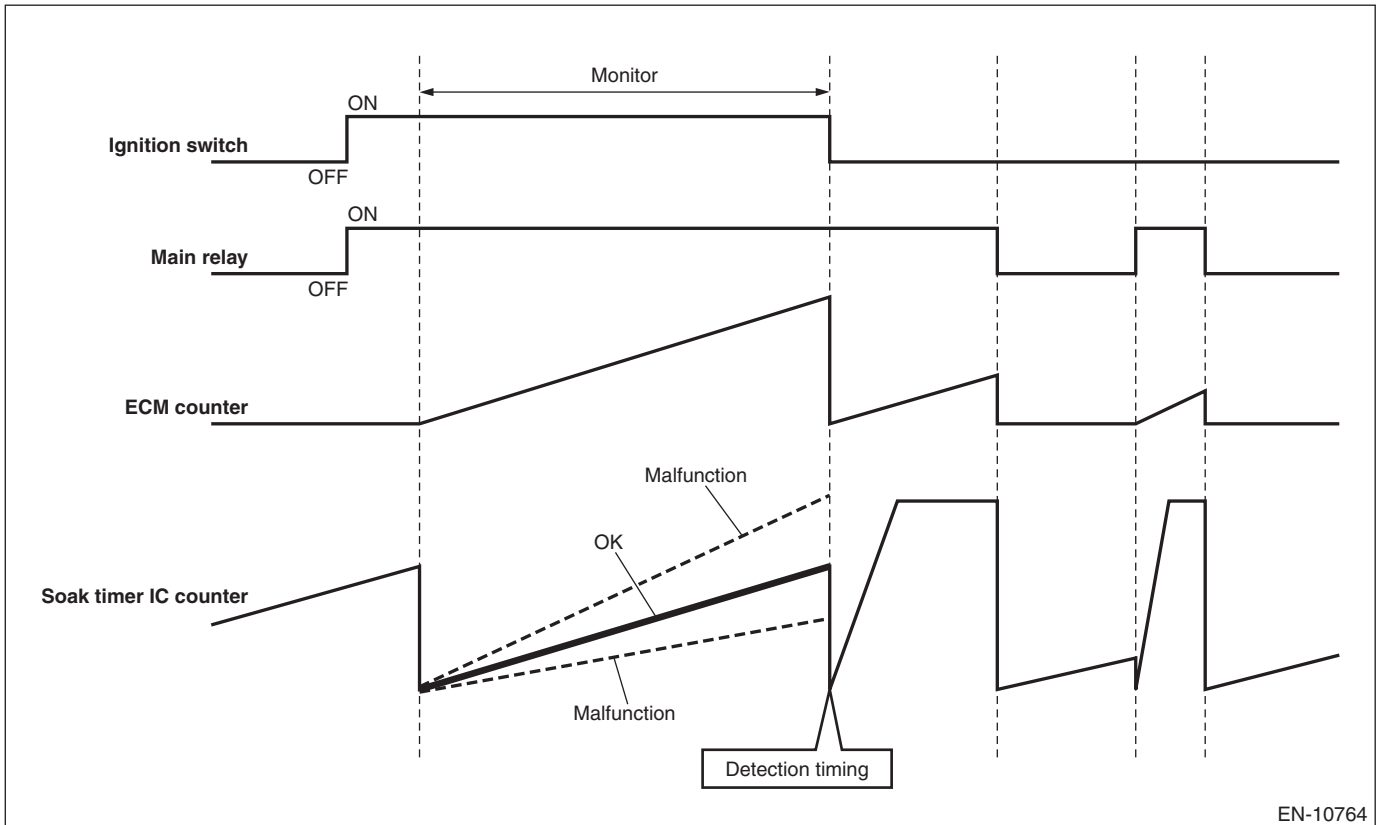 Monitor
ON
Ignition switch
OFF
ON
Main relay
OFF
ECM counter
Malfunction
OK
Soak timer IC counter
Malfunction
Detection timing
EN-10764